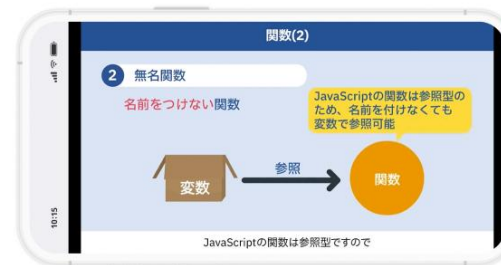 関数(2)
2 無名関数
名前をつけない関数
JavaScriptの関数は参照型の
ため、名前を付けなくても
変数で参照可能
参照
変数
関数
10:15
JavaScriptの関数は参照型ですので